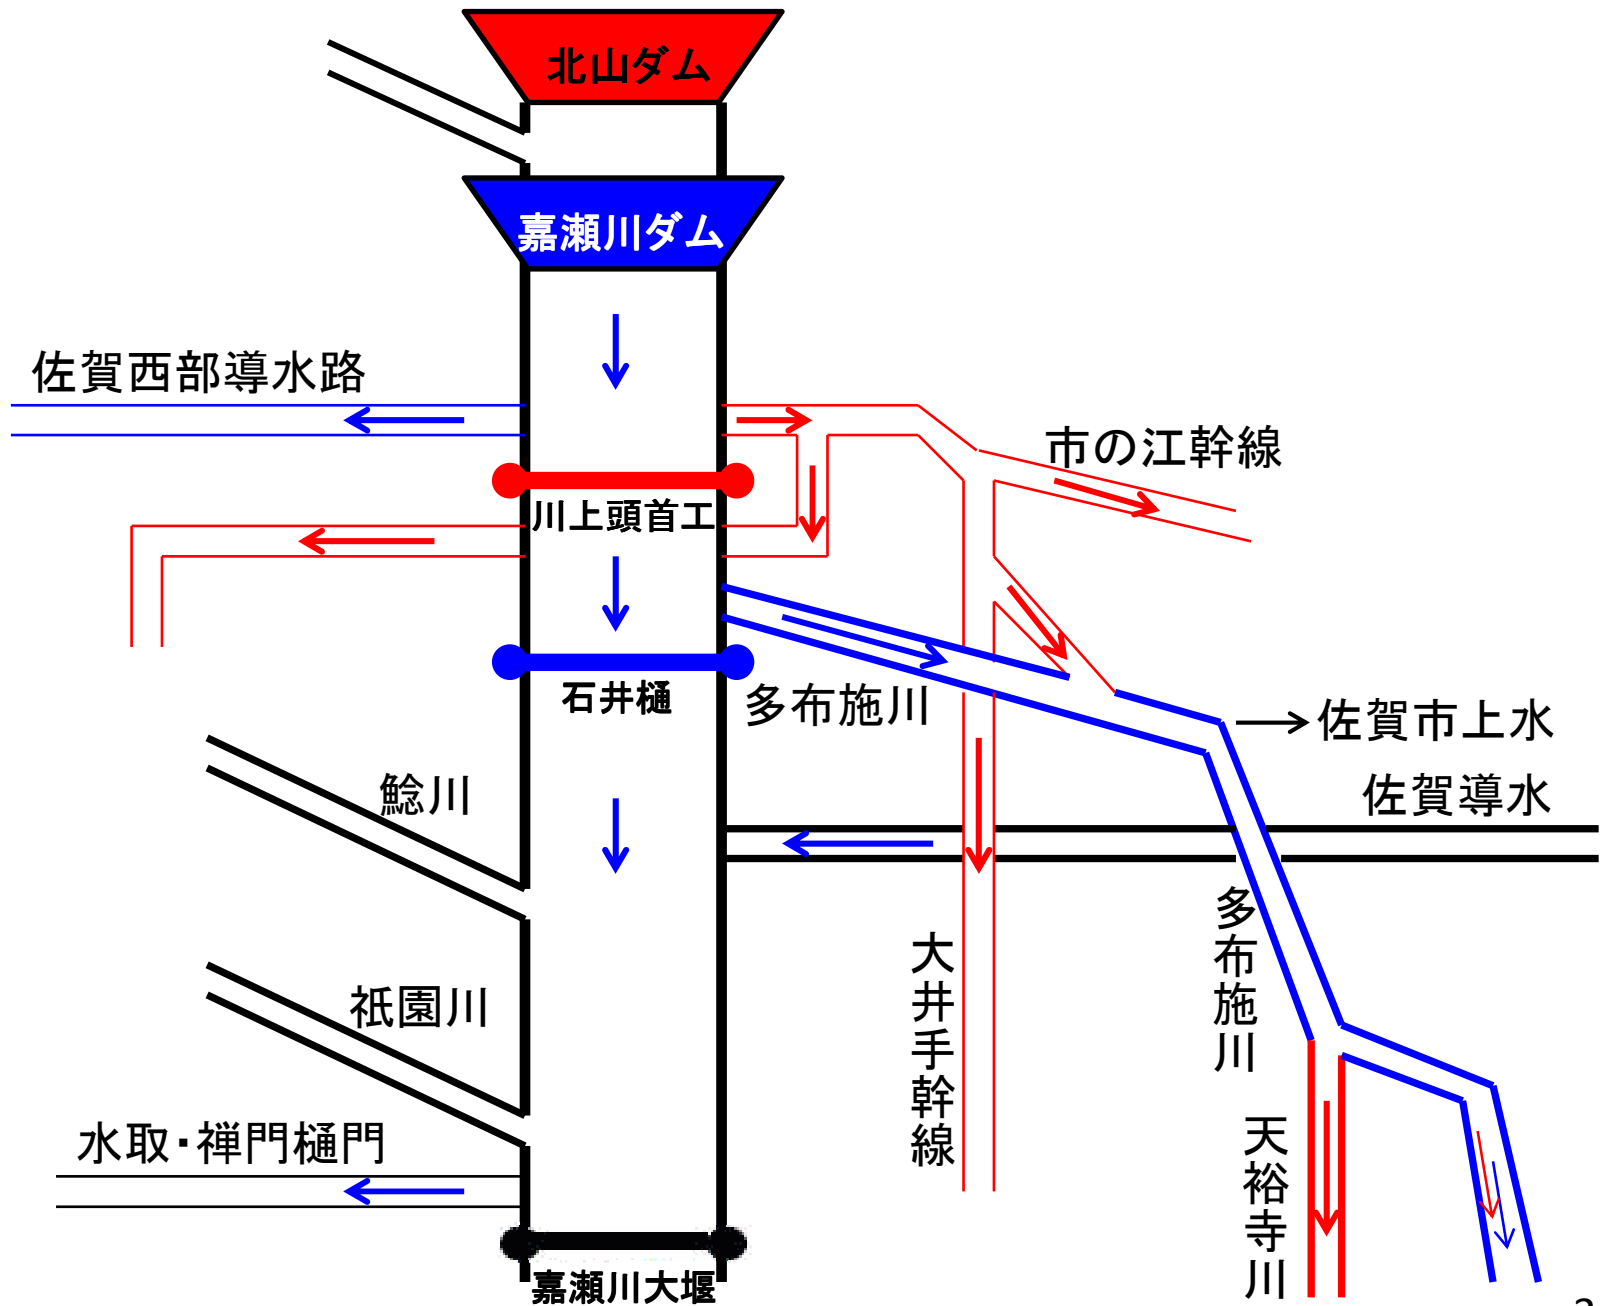 北山ダム
嘉瀬川ダム
佐賀西部導水路
市の江幹線
川上頭首工
石井樋
多布施川
佐賀市上水
佐賀導水
鯰川
多布施川
大井手幹線
祇園川
水取・禅門樋門
天裕寺川
嘉瀬川大堰